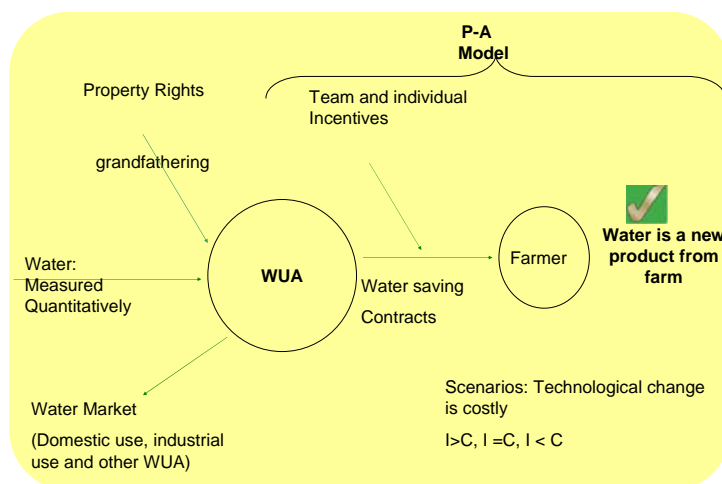 P-A
Model
Property Rights
Team and individual
Incentives
grandfathering
Water is a new
product from
farm
Water:
Measured
Quantitatively
WUA
Farmer
Water saving
Contracts
Water Market
(Domestic use, industrial
use and other WUA)
Scenarios: Technological change
is costly
I>C, I =C, I < C